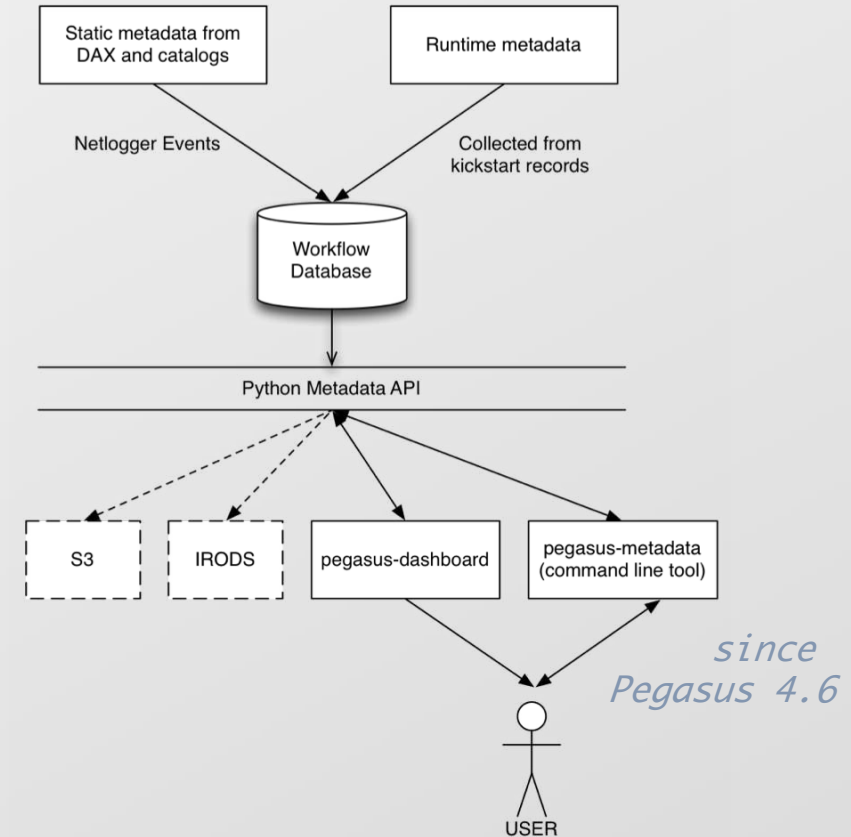 Static metadata from
DAX and catalogs
Runtime metadata
Netlogger Events
Collected from
kickstart records
Workflow
Database
Python Metadata API
S3
IRODS
pegasus-dashboard
pegasus-metadata
(command line tool)
since
Pegasus 4.6
USER